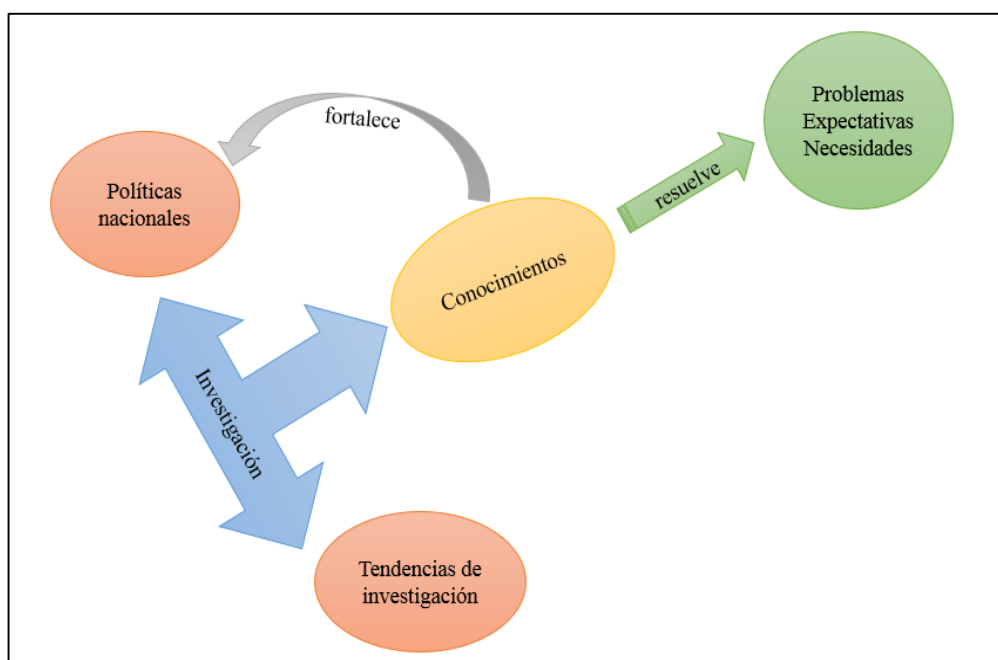 fortalece
Problemas
Expectativas
Necesidades
resuelve
Políticas
nacionales
Conocimientos
Investigación
Tendencias de
investigación